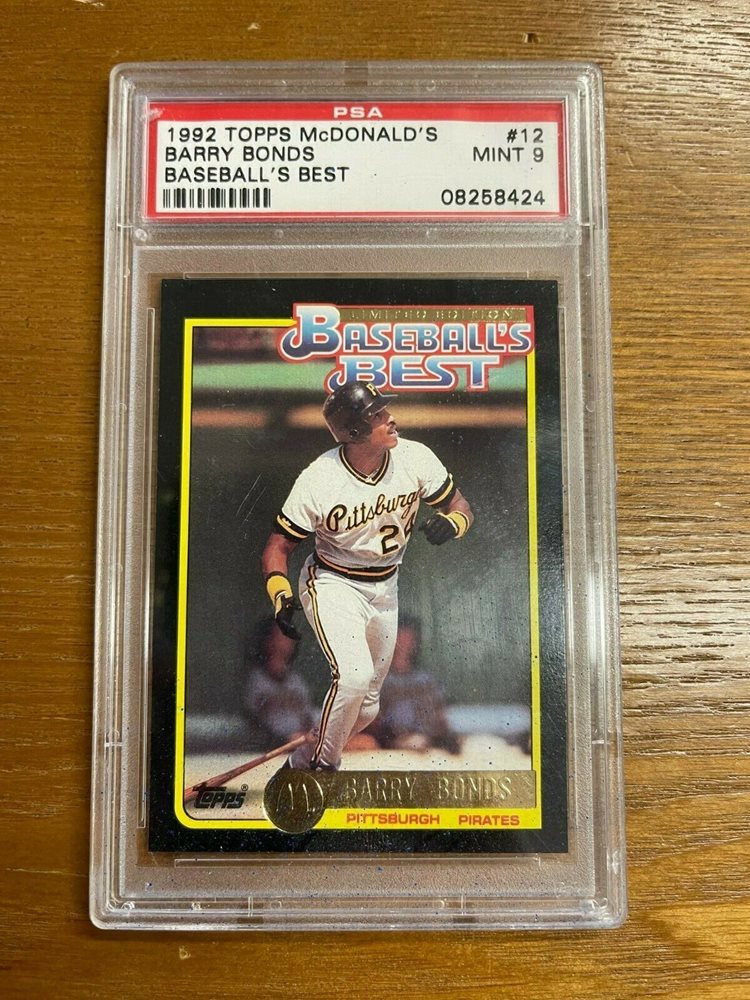 PSA
1992 TOPPS McDONALD'S #12
BARRY BONDS MINT 9
BASEBALL'S BEST
08258424
LIMITED EDITION
BASEBALL'S
BEST
P
Pittsburgh
24
TOPPS®
M BARRY BONDS
PITTSBURGH PIRATES